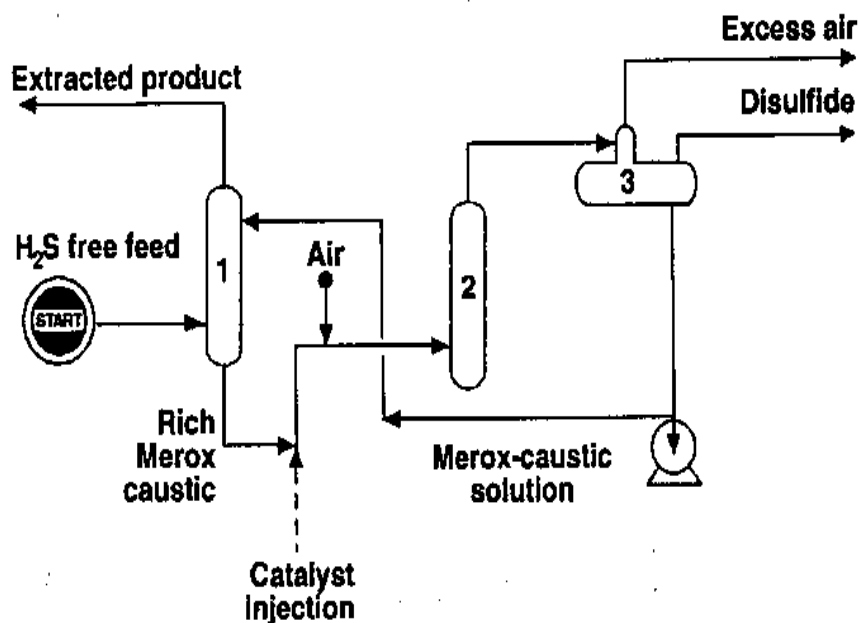 Excess air
Extracted product
Disulfide
3
H₂S free feed
1
Air
2
START
Rich
Merox
caustic
Merox-caustic
solution
Catalyst
injection